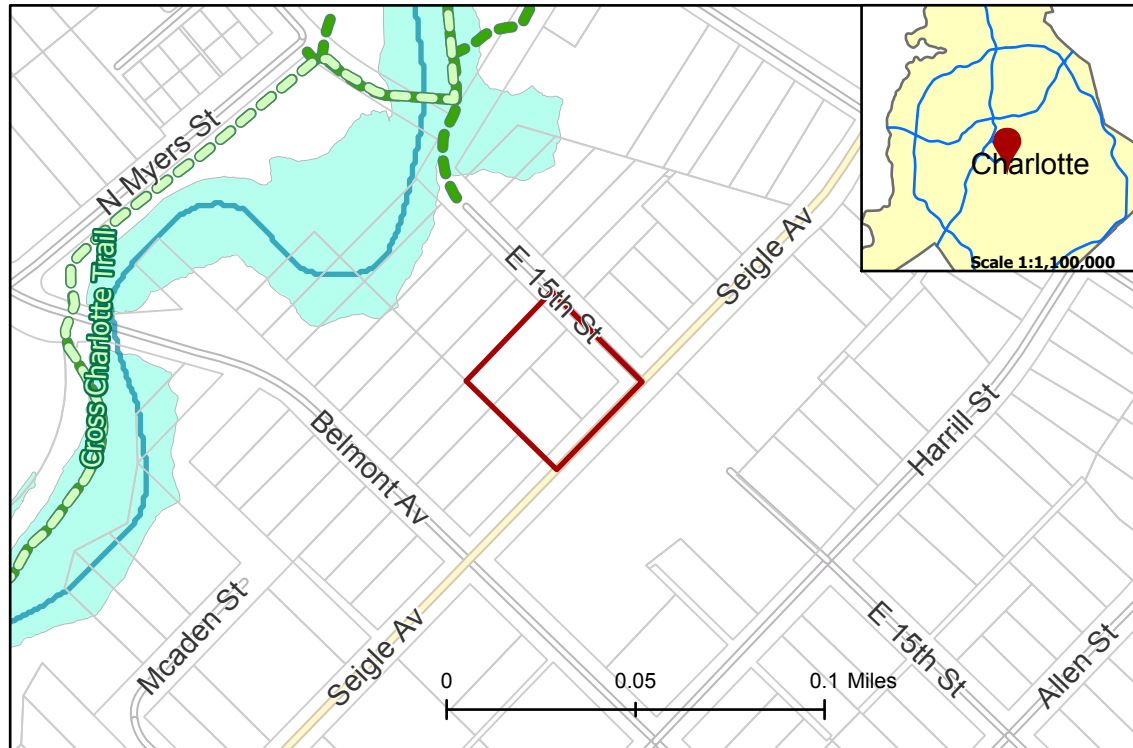 N Myers St
Cross Charlotte Trail
E 15th St
Seigle Av
Charlotte
Scale 1:1,100,000
Belmont Av
Harrill St
Mcaden St
Seigle Av
E 15th St
Allen St
0 0.05 0.1 Miles